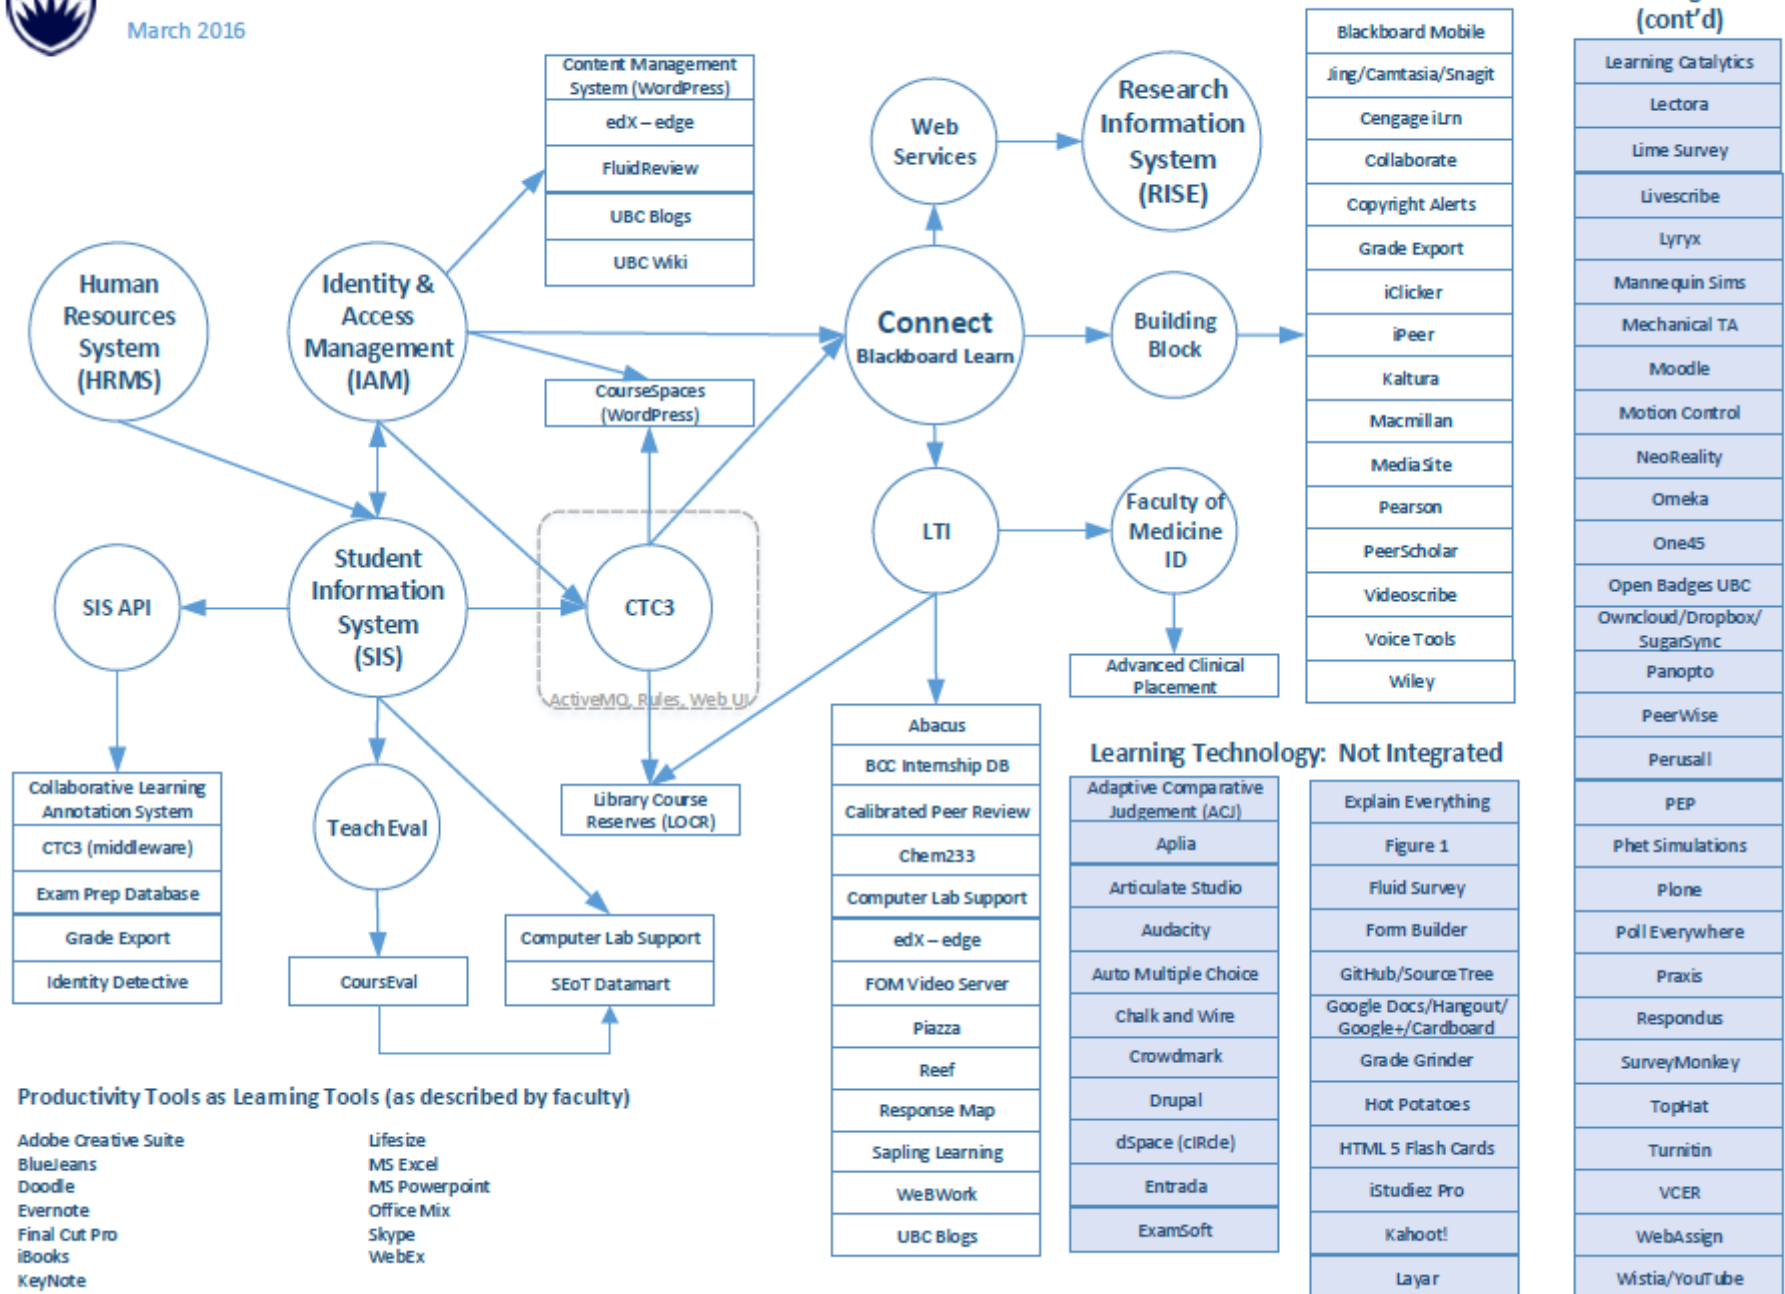 March 2016
(cont'd)
Content Management
System (WordPress)
edX – edge
FluidReview
UBC Blogs
UBC Wiki
Web
Services
Research
Information
System
(RISE)
Human
Resources
System
(HRMS)
Identity &
Access
Management
(IAM)
Connect
Blackboard Learn
Building
Block
CourseSpaces
(WordPress)
LTI
Faculty of
Medicine
ID
Advanced Clinical
Placement
SIS API
Student
Information
System
(SIS)
CTC3
ActiveMQ, Rules, Web UI
TeachEval
Library Course
Reserves (LOCR)
Collaborative Learning
Annotation System
CTC3 (middleware)
Exam Prep Database
Grade Export
Identity Detective
CoursEval
Computer Lab Support
SEoT Datamart
Abacus
BCC Internship DB
Calibrated Peer Review
Chem233
Computer Lab Support
edX – edge
FOM Video Server
Piazza
Reef
Response Map
Sapling Learning
WeBWork
UBC Blogs
Blackboard Mobile
Jing/Camtasia/Snagit
Cengage iLrn
Collaborate
Copyright Alerts
Grade Export
iClicker
iPeer
Kaltura
Macmillan
MediaSite
Pearson
PeerScholar
Videoscribe
Voice Tools
Wiley
Learning Technology: Not Integrated
Adaptive Comparative
Judgement (ACJ)
Aplia
Articulate Studio
Audacity
Auto Multiple Choice
Chalk and Wire
Crowdmark
Drupal
dSpace (cIRcle)
Entrada
ExamSoft
Explain Everything
Figure 1
Fluid Survey
Form Builder
GitHub/SourceTree
Google Docs/Hangout/
Google+/Cardboard
Grade Grinder
Hot Potatoes
HTML 5 Flash Cards
iStudiez Pro
Kahoot!
Layar
Learning Catalytics
Lectora
Lime Survey
Livescribe
Lyryx
Mannequin Sims
Mechanical TA
Moodle
Motion Control
NeoReality
Omeka
One45
Open Badges UBC
Owncloud/Dropbox/
SugarSync
Panopto
PeerWise
Perusall
PEP
Phet Simulations
Plone
Poll Everywhere
Praxis
Respondus
SurveyMonkey
TopHat
Turnitin
VCER
WebAssign
Wistia/YouTube
Productivity Tools as Learning Tools (as described by faculty)
Adobe Creative Suite
BlueJeans
Doodle
Evernote
Final Cut Pro
iBooks
KeyNote
Lifesize
MS Excel
MS Powerpoint
Office Mix
Skype
WebEx